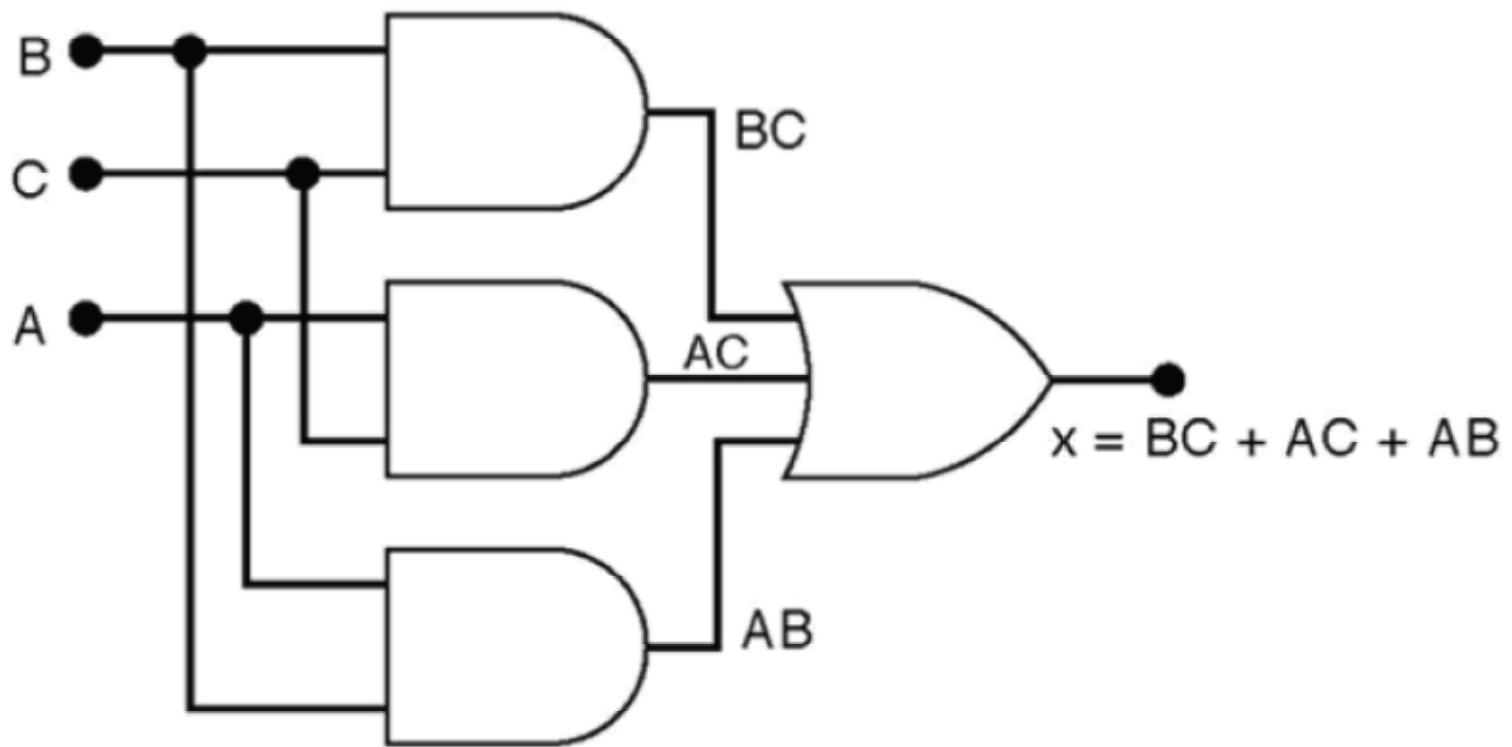 B
BC
C
A
AC
x = BC + AC + AB
AB